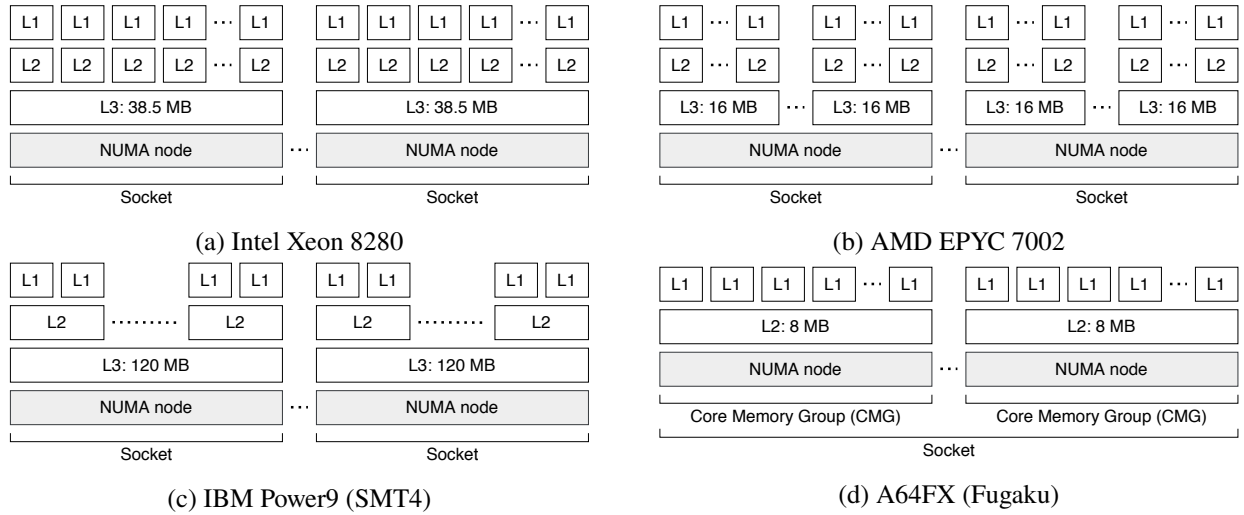 L1 L1 L1 L1 ··· L1 L1 L1 L1 L1 ··· L1
L2 L2 L2 L2 ··· L2 L2 L2 L2 L2 ··· L2
L3: 38.5 MB L3: 38.5 MB
NUMA node ··· NUMA node
Socket Socket
(a) Intel Xeon 8280
L1 ··· L1 L1 ··· L1 L1 ··· L1 L1 ··· L1
L2 ··· L2 L2 ··· L2 L2 ··· L2 L2 ··· L2
L3: 16 MB ··· L3: 16 MB L3: 16 MB ··· L3: 16 MB
NUMA node ··· NUMA node
Socket Socket
(b) AMD EPYC 7002
L1 L1 L1 L1 L1 L1 L1 L1
L2 ········· L2 L2 ········· L2
L3: 120 MB L3: 120 MB
NUMA node ··· NUMA node
Socket Socket
(c) IBM Power9 (SMT4)
L1 L1 L1 L1 ··· L1 L1 L1 L1 L1 ··· L1
L2: 8 MB L2: 8 MB
NUMA node ··· NUMA node
Core Memory Group (CMG) Core Memory Group (CMG)
Socket
(d) A64FX (Fugaku)